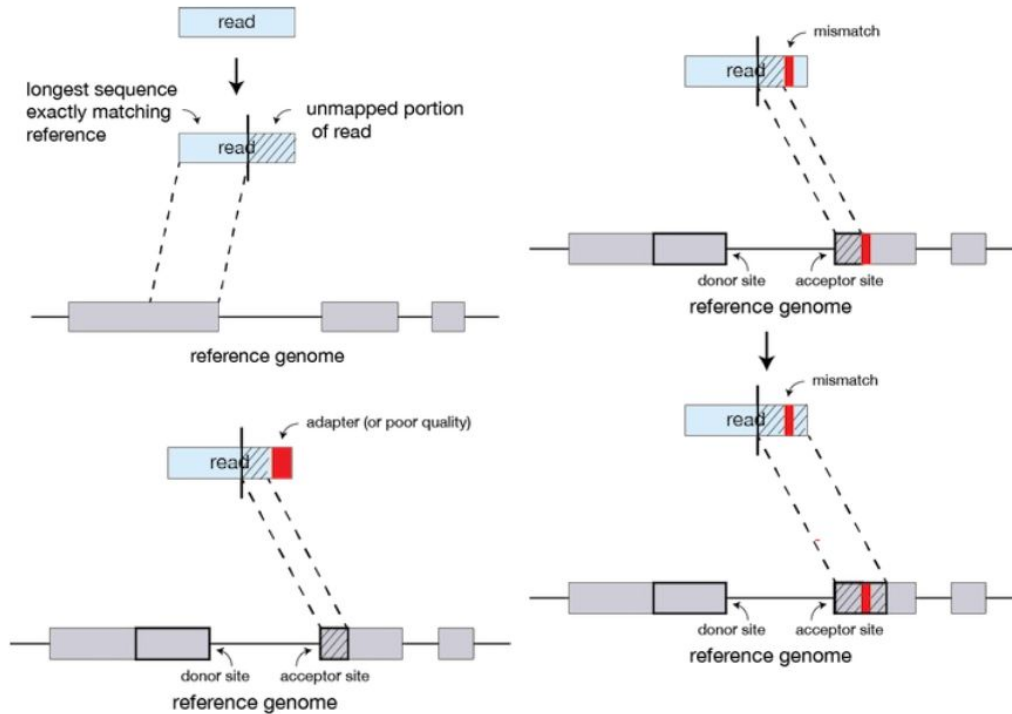 read
longest sequence
exactly matching
reference
unmapped portion
of read
read
reference genome
adapter (or poor quality)
read
donor site
acceptor site
reference genome
mismatch
read
donor site
acceptor site
reference genome
mismatch
read
donor site
acceptor site
reference genome